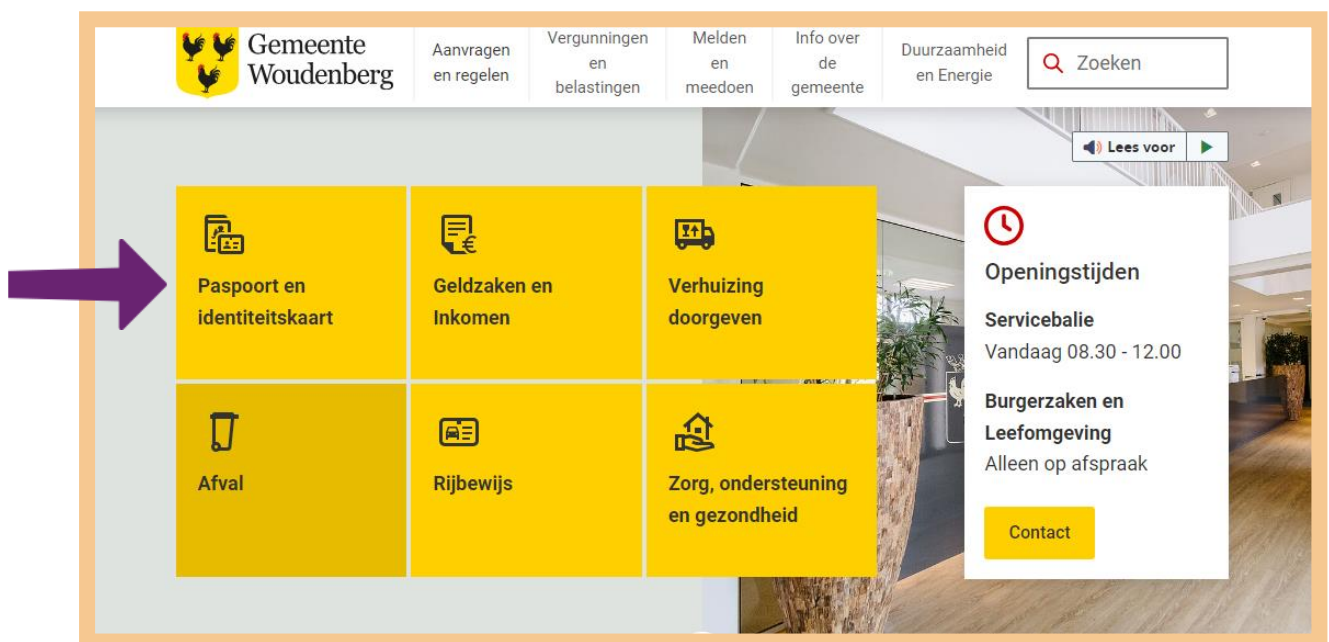 Gemeente
Woudenberg
Aanvragen
en regelen
Vergunningen
en
belastingen
Melden
en
meedoen
Info over
de
gemeente
Duurzaamheid
en Energie
Zoeken
Lees voor
Paspoort en
identiteitskaart
Geldzaken en
Inkomen
Verhuizing
doorgeven
Afval
Rijbewijs
Zorg, ondersteuning
en gezondheid
Openingstijden
Servicebalie
Vandaag 08.30 - 12.00
Burgerzaken en
Leefomgeving
Alleen op afspraak
Contact